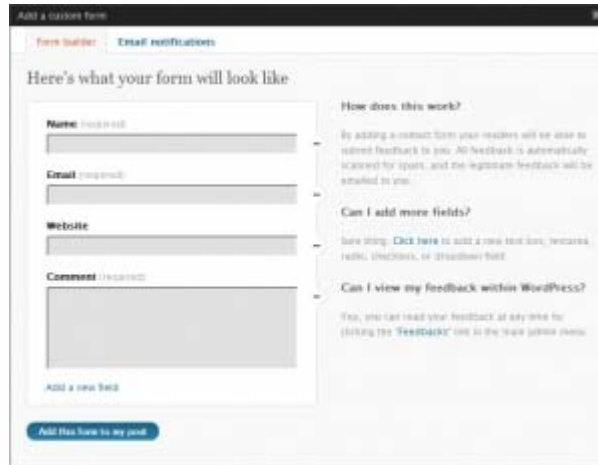 Add a custom form
Form builder
Email notifications
Here's what your form will look like
Name (required)
Email (required)
Website
Comment (required)
Add a new field
Add this form to my post
How does this work?
By adding a contact form your readers will be able to
submit feedback to you. All feedback is automatically
scanned for spam, and the legitimate feedback will be
emailed to you.
Can I add more fields?
Sure thing. Click here to add a new text box, textarea,
radio, checkbox, or dropdown field.
Can I view my feedback within WordPress?
Yep, you can read your feedback at any time by
clicking the "Feedbacks" link in the main admin menu.